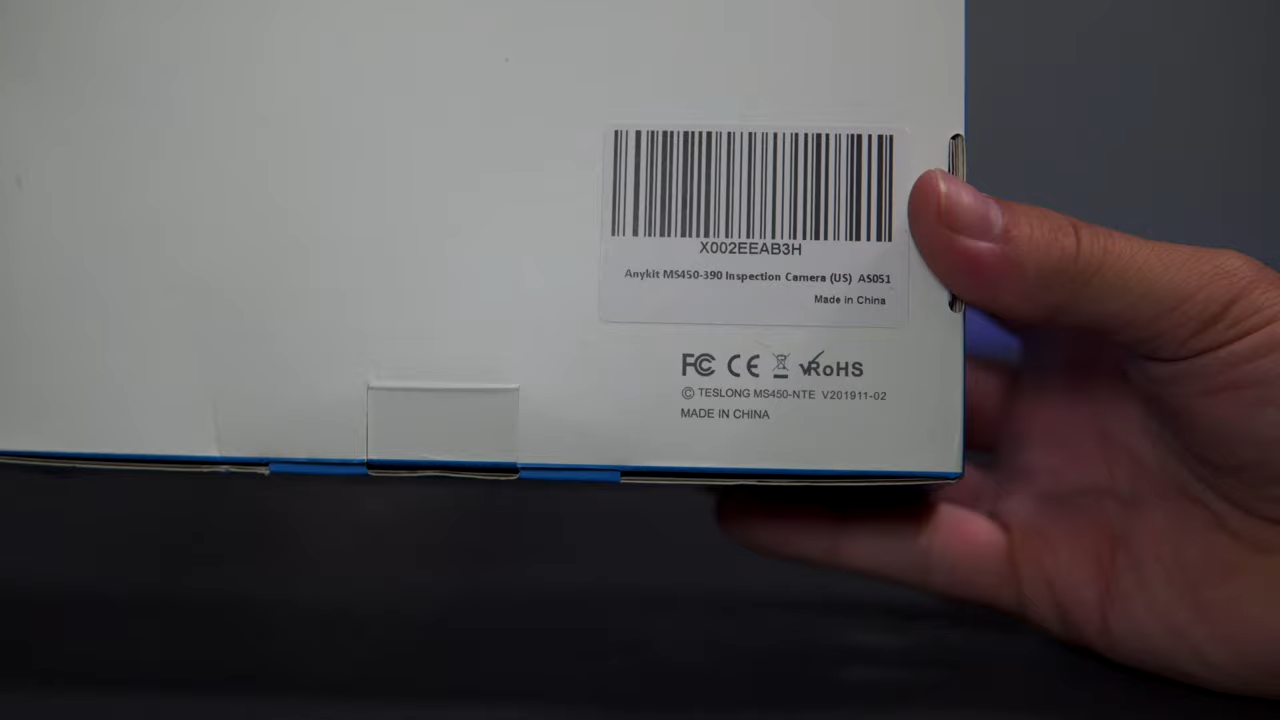 X002EEAB3H
Anykit MS450-390 Inspection Camera (US) AS051
Made in China
FC CE RoHS
© TESLONG MS450-NTE V201911-02
MADE IN CHINA